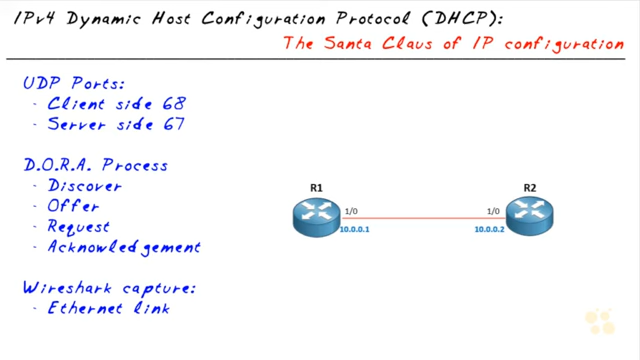 IPv4 Dynamic Host Configuration Protocol (DHCP):
The Santa Claus of IP configuration
UDP Ports:
- Client side 68
- Server side 67
D.O.R.A. Process
- Discover
- Offer
- Request
- Acknowledgement
Wireshark capture:
- Ethernet link
R1 R2
1/0 1/0
10.0.0.1 10.0.0.2